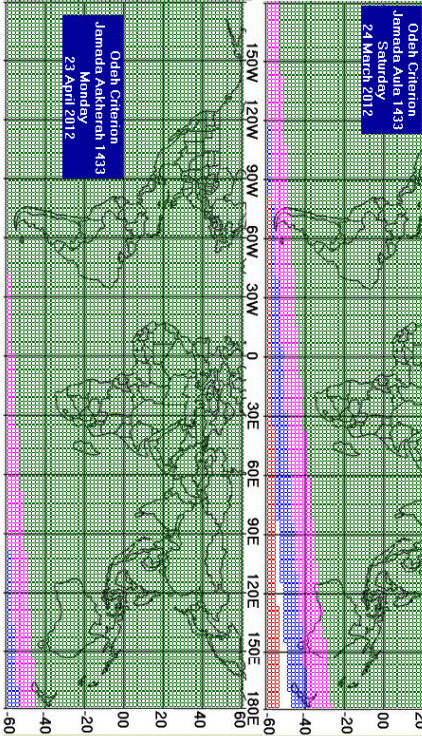 Odeh Criterion
Jamada Aula 1433
Saturday
24 March 2012
20
00
-20
-40
-60
150W 120W 90W 60W 30W 0 30E 60E 90E 120E 150E 180E
60
40
20
00
-20
-40
-60
Odeh Criterion
Jamada Aakherah 1433
Monday
23 April 2012